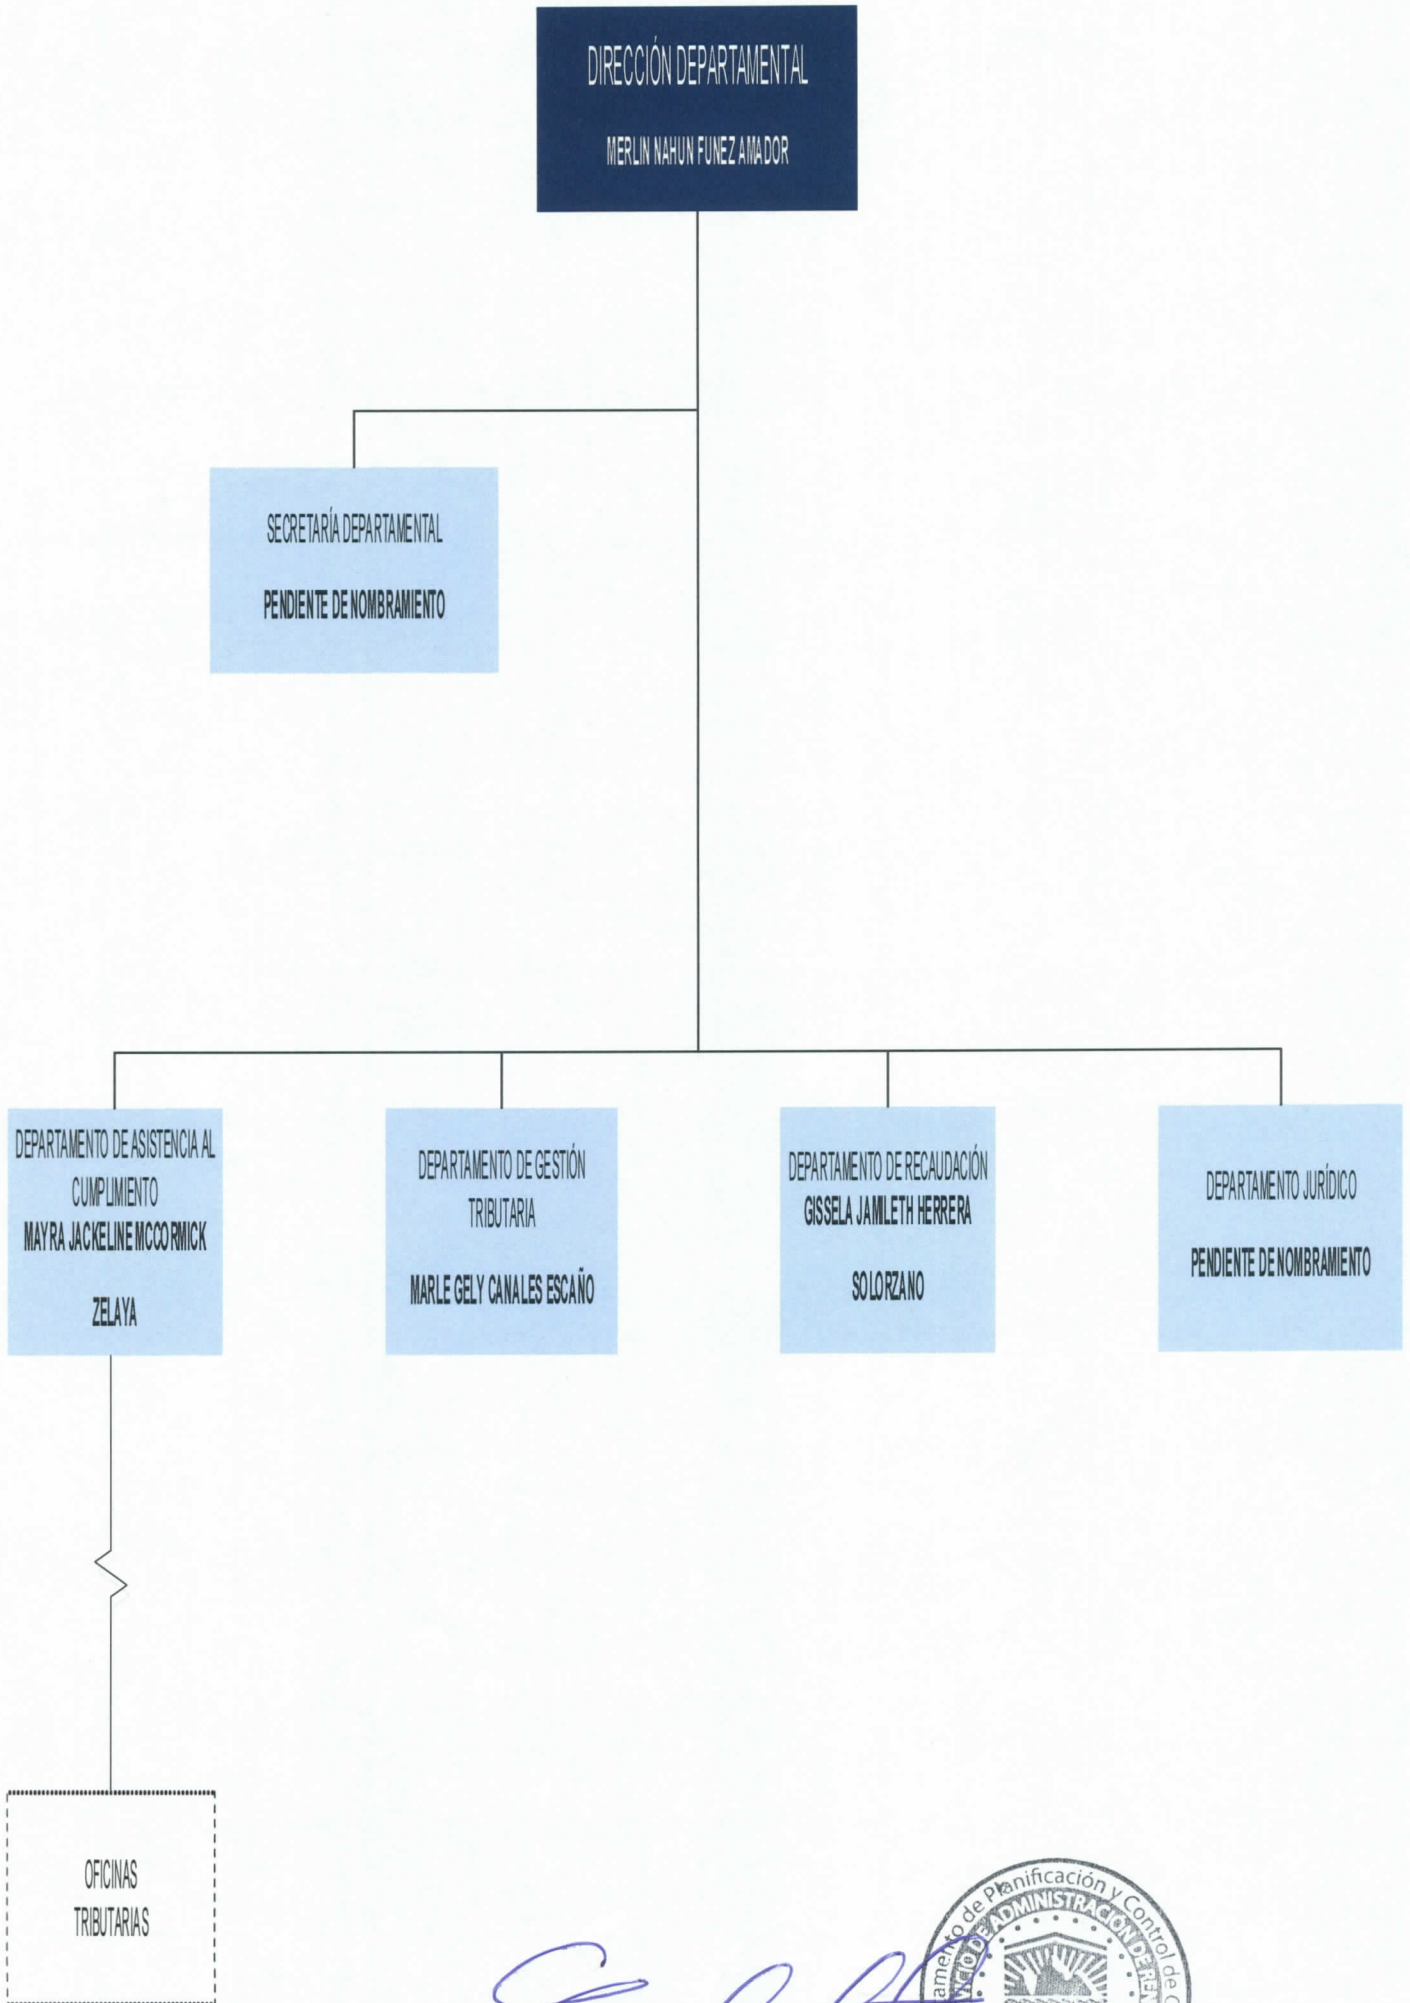 DIRECCIÓN DEPARTAMENTAL
MERLIN NAHUN FUNEZ AMADOR
SECRETARÍA DEPARTAMENTAL
PENDIENTE DE NOMBRAMIENTO
DEPARTAMENTO DE ASISTENCIA AL
CUMPLIMIENTO
MAYRA JACKELINE MCCORMICK
ZELAYA
DEPARTAMENTO DE GESTIÓN
TRIBUTARIA
MARLE GELY CANALES ESCAÑO
DEPARTAMENTO DE RECAUDACIÓN
GISSELA JAMILETH HERRERA
SOLORZANO
DEPARTAMENTO JURÍDICO
PENDIENTE DE NOMBRAMIENTO
OFICINAS
TRIBUTARIAS
de Planificación y Control de
DE ADMINISTRACIÓN DE